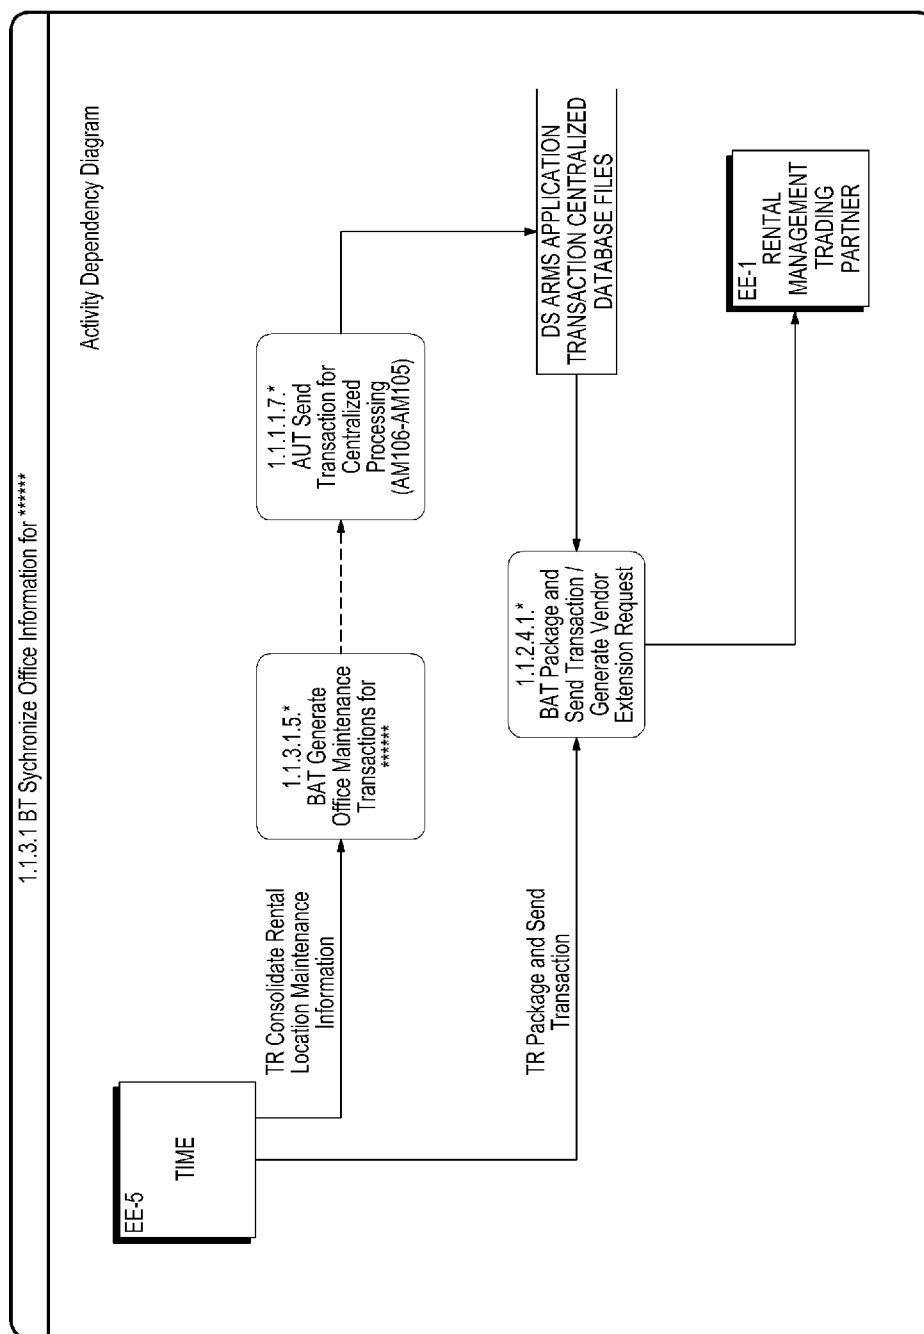 1.1.3.1 BT Sychronize Office Information for ******
Activity Dependency Diagram
EE-5
TIME
TR Consolidate Rental
Location Maintenance
Information
1.1.3.1.5.*
BAT Generate
Office Maintenance
Transactions for
******
1.1.1.1.7.*
AUT Send
Transaction for
Centralized
Processing
(AM106-AM105)
TR Package and Send
Transaction
1.1.2.4.1.*
BAT Package and
Send Transaction /
Generate Vendor
Extension Request
DS ARMS APPLICATION
TRANSACTION CENTRALIZED
DATABASE FILES
EE-1
RENTAL
MANAGEMENT
TRADING
PARTNER